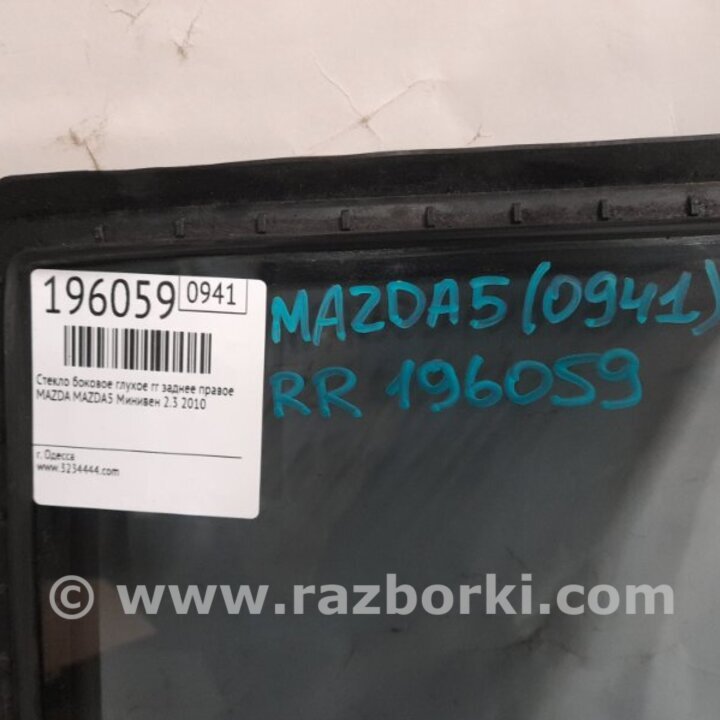 196059 0941
Стекло боковое глухое rr заднее правое
MAZDA MAZDA5 Минивен 2.3 2010
г. Одесса
www.3234444.com
MAZDA5 (0941)
RR 196059
© www.razborki.com